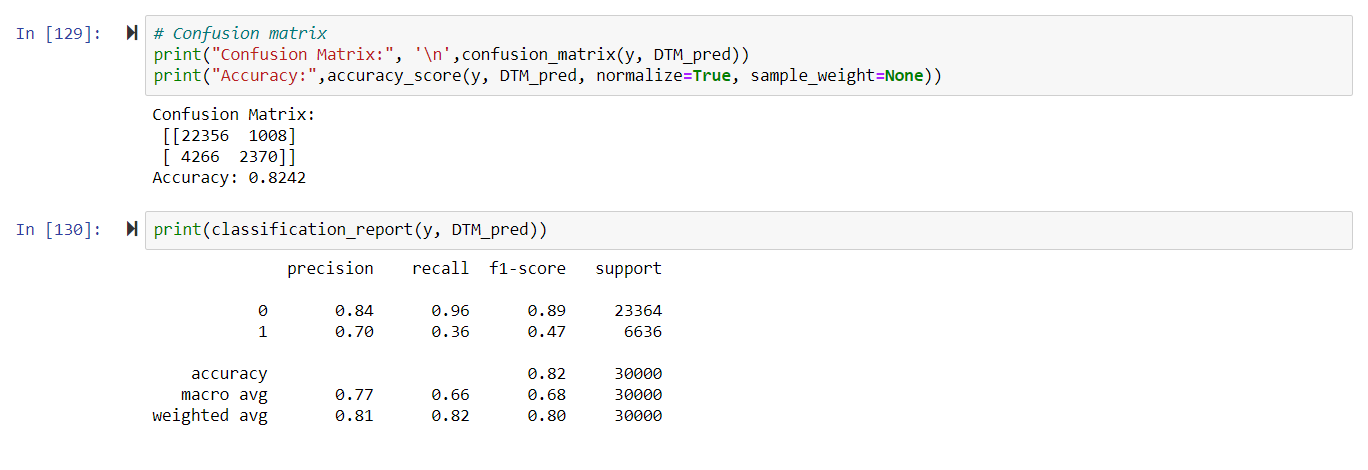 In [129]: # Confusion matrix
print("Confusion Matrix:", '\n',confusion_matrix(y, DTM_pred))
print("Accuracy:",accuracy_score(y, DTM_pred, normalize=True, sample_weight=None))
Confusion Matrix:
[[22356 1008]
[ 4266 2370]]
Accuracy: 0.8242
In [130]: print(classification_report(y, DTM_pred))
precision recall f1-score support
0 0.84 0.96 0.89 23364
1 0.70 0.36 0.47 6636
accuracy 0.82 30000
macro avg 0.77 0.66 0.68 30000
weighted avg 0.81 0.82 0.80 30000